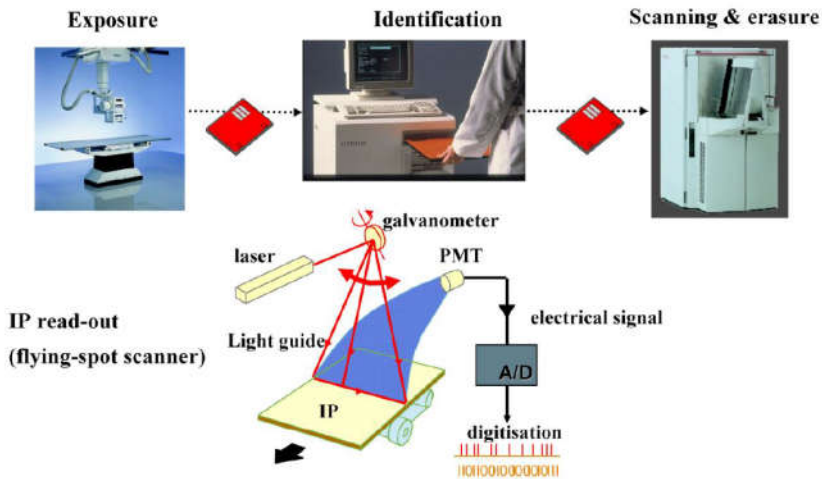 Exposure
Identification
Scanning & erasure
galvanometer
laser
PMT
IP read-out
(flying-spot scanner)
Light guide
electrical signal
A/D
IP
digitisation